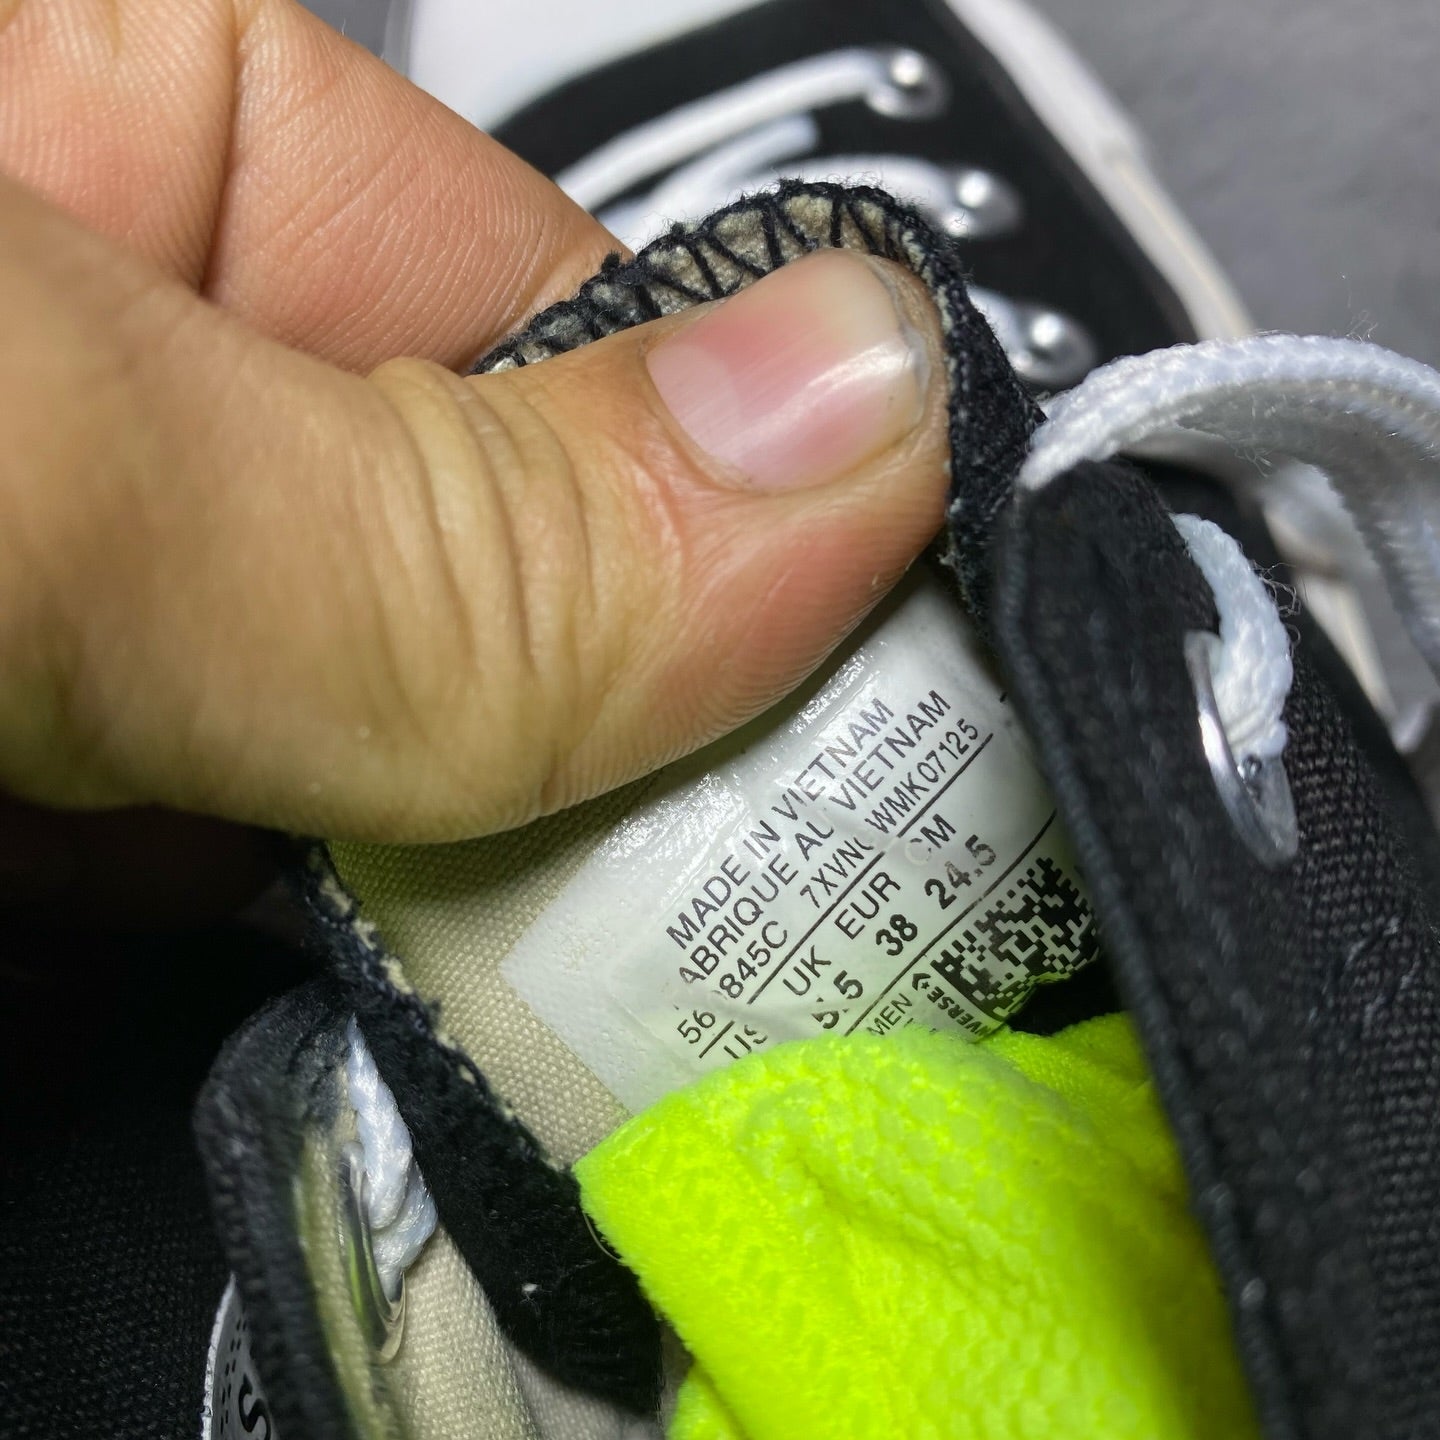 MADE IN VIETNAM
ABRIQUE AU VIETNAM
845C 7XVN WMK07125
UK EUR CM
38 24.5
MEN